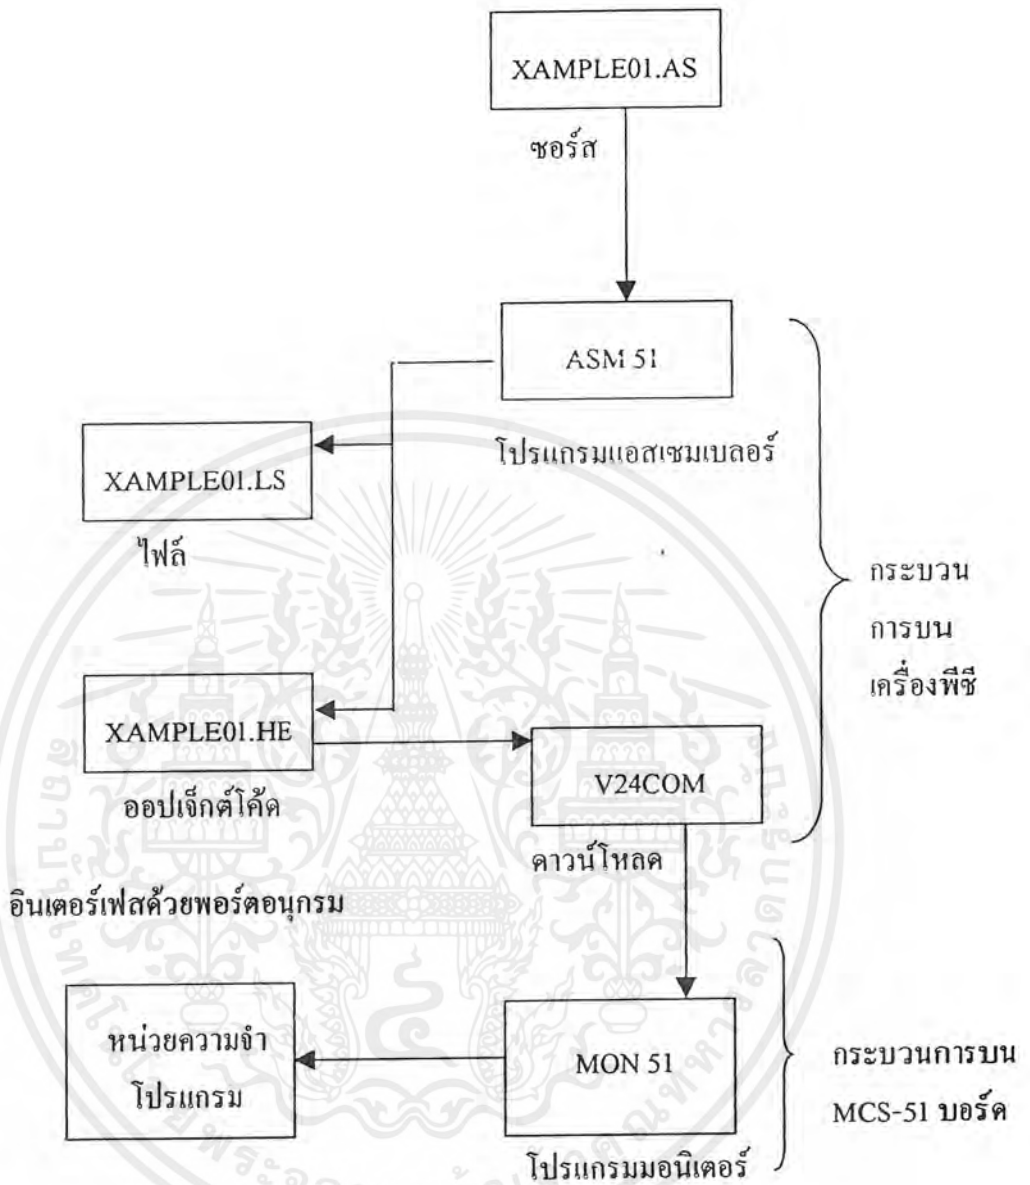 XAMPLE01.AS
ซอร์ส
ASM 51
โปรแกรมแอสเซมเบลอร์
XAMPLE01.LS
ไฟล์
กระบวน
การบน
เครื่องพีซี
XAMPLE01.HE
ออปเจ็กต์โค้ด
V24COM
ดาวน์โหลด
อินเตอร์เฟสด้วยพอร์ตอนุกรม
หน่วยความจำ
โปรแกรม
MON 51
โปรแกรมมอนิเตอร์
กระบวนการบน
MCS-51 บอร์ด